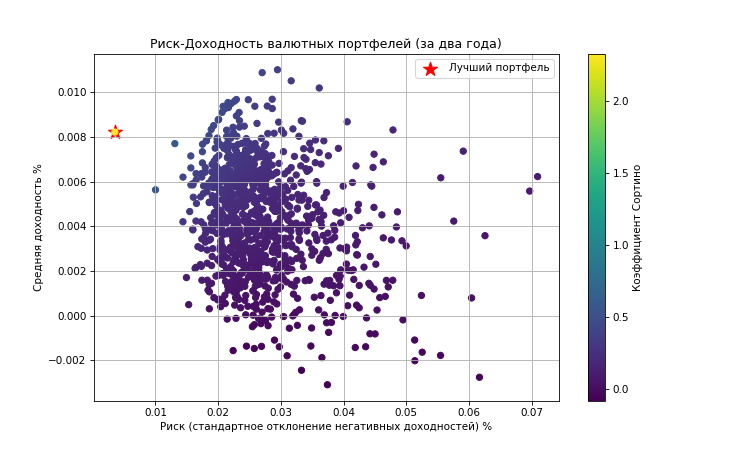 Риск-Доходность валютных портфелей (за два года)
Лучший портфель
Средняя доходность %
0.010
0.008
0.006
0.004
0.002
0.000
−0.002
0.01 0.02 0.03 0.04 0.05 0.06 0.07
Риск (стандартное отклонение негативных доходностей) %
2.0
1.5
1.0
0.5
0.0
Коэффициент Сортино